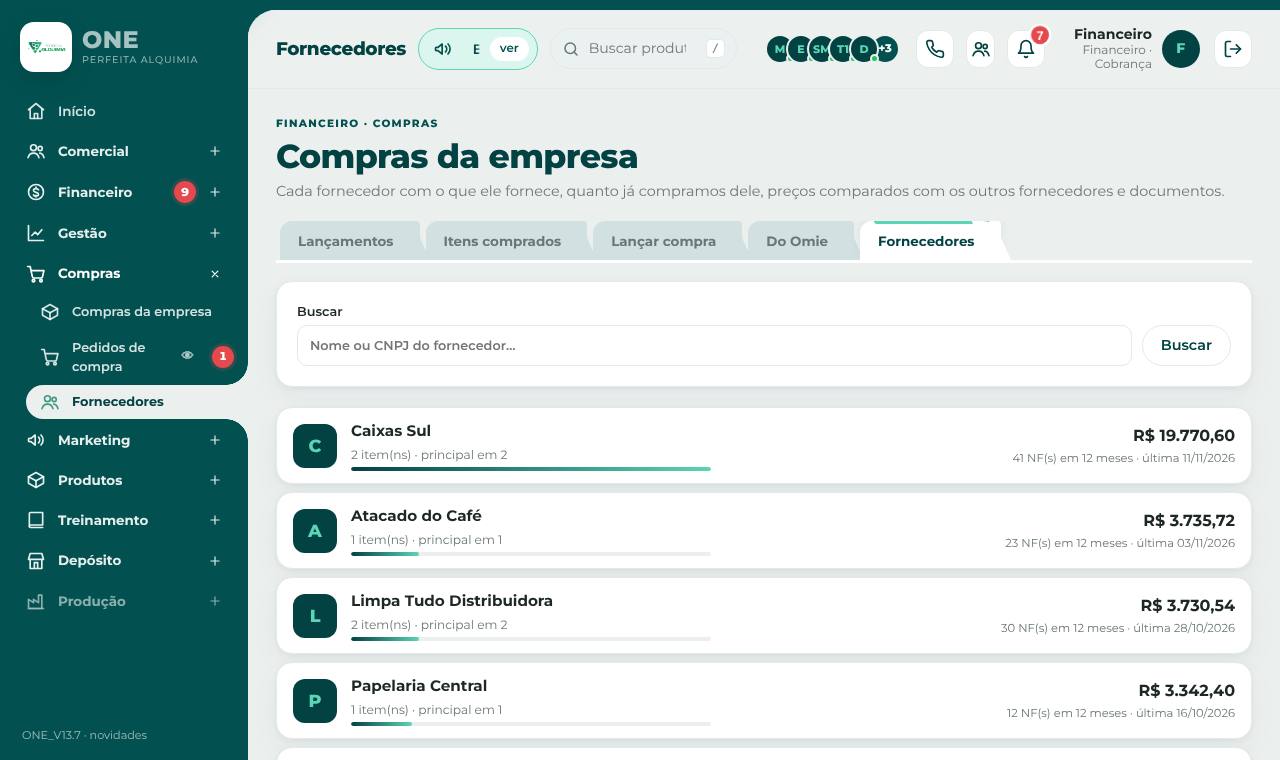 ONE
PERFEITA ALQUIMIA
Início
Comercial +
Financeiro 9 +
Gestão +
Compras ×
Compras da empresa
Pedidos de compra 1
Fornecedores
Marketing +
Produtos +
Treinamento +
Depósito +
Produção +
ONE_V13.7 · novidades
Fornecedores
E ver
Buscar produt /
M E SM T1 D +3
7
Financeiro
Financeiro ·
Cobrança
F
FINANCEIRO · COMPRAS
Compras da empresa
Cada fornecedor com o que ele fornece, quanto já compramos dele, preços comparados com os outros fornecedores e documentos.
Lançamentos Itens comprados Lançar compra Do Omie Fornecedores
Buscar
Nome ou CNPJ do fornecedor... Buscar
C Caixas Sul R$ 19.770,60
2 item(ns) · principal em 2 41 NF(s) em 12 meses · última 11/11/2026
A Atacado do Café R$ 3.735,72
1 item(ns) · principal em 1 23 NF(s) em 12 meses · última 03/11/2026
L Limpa Tudo Distribuidora R$ 3.730,54
2 item(ns) · principal em 2 30 NF(s) em 12 meses · última 28/10/2026
P Papelaria Central R$ 3.342,40
1 item(ns) · principal em 1 12 NF(s) em 12 meses · última 16/10/2026